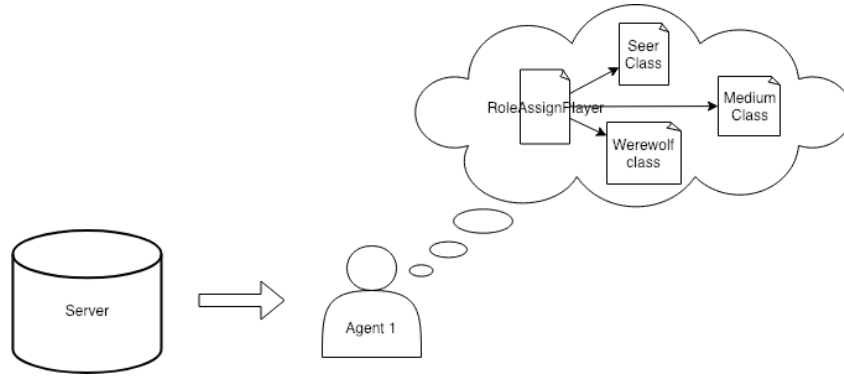 Seer
Class
RoleAssignPlayer
Medium
Class
Werewolf
class
Server
Agent 1